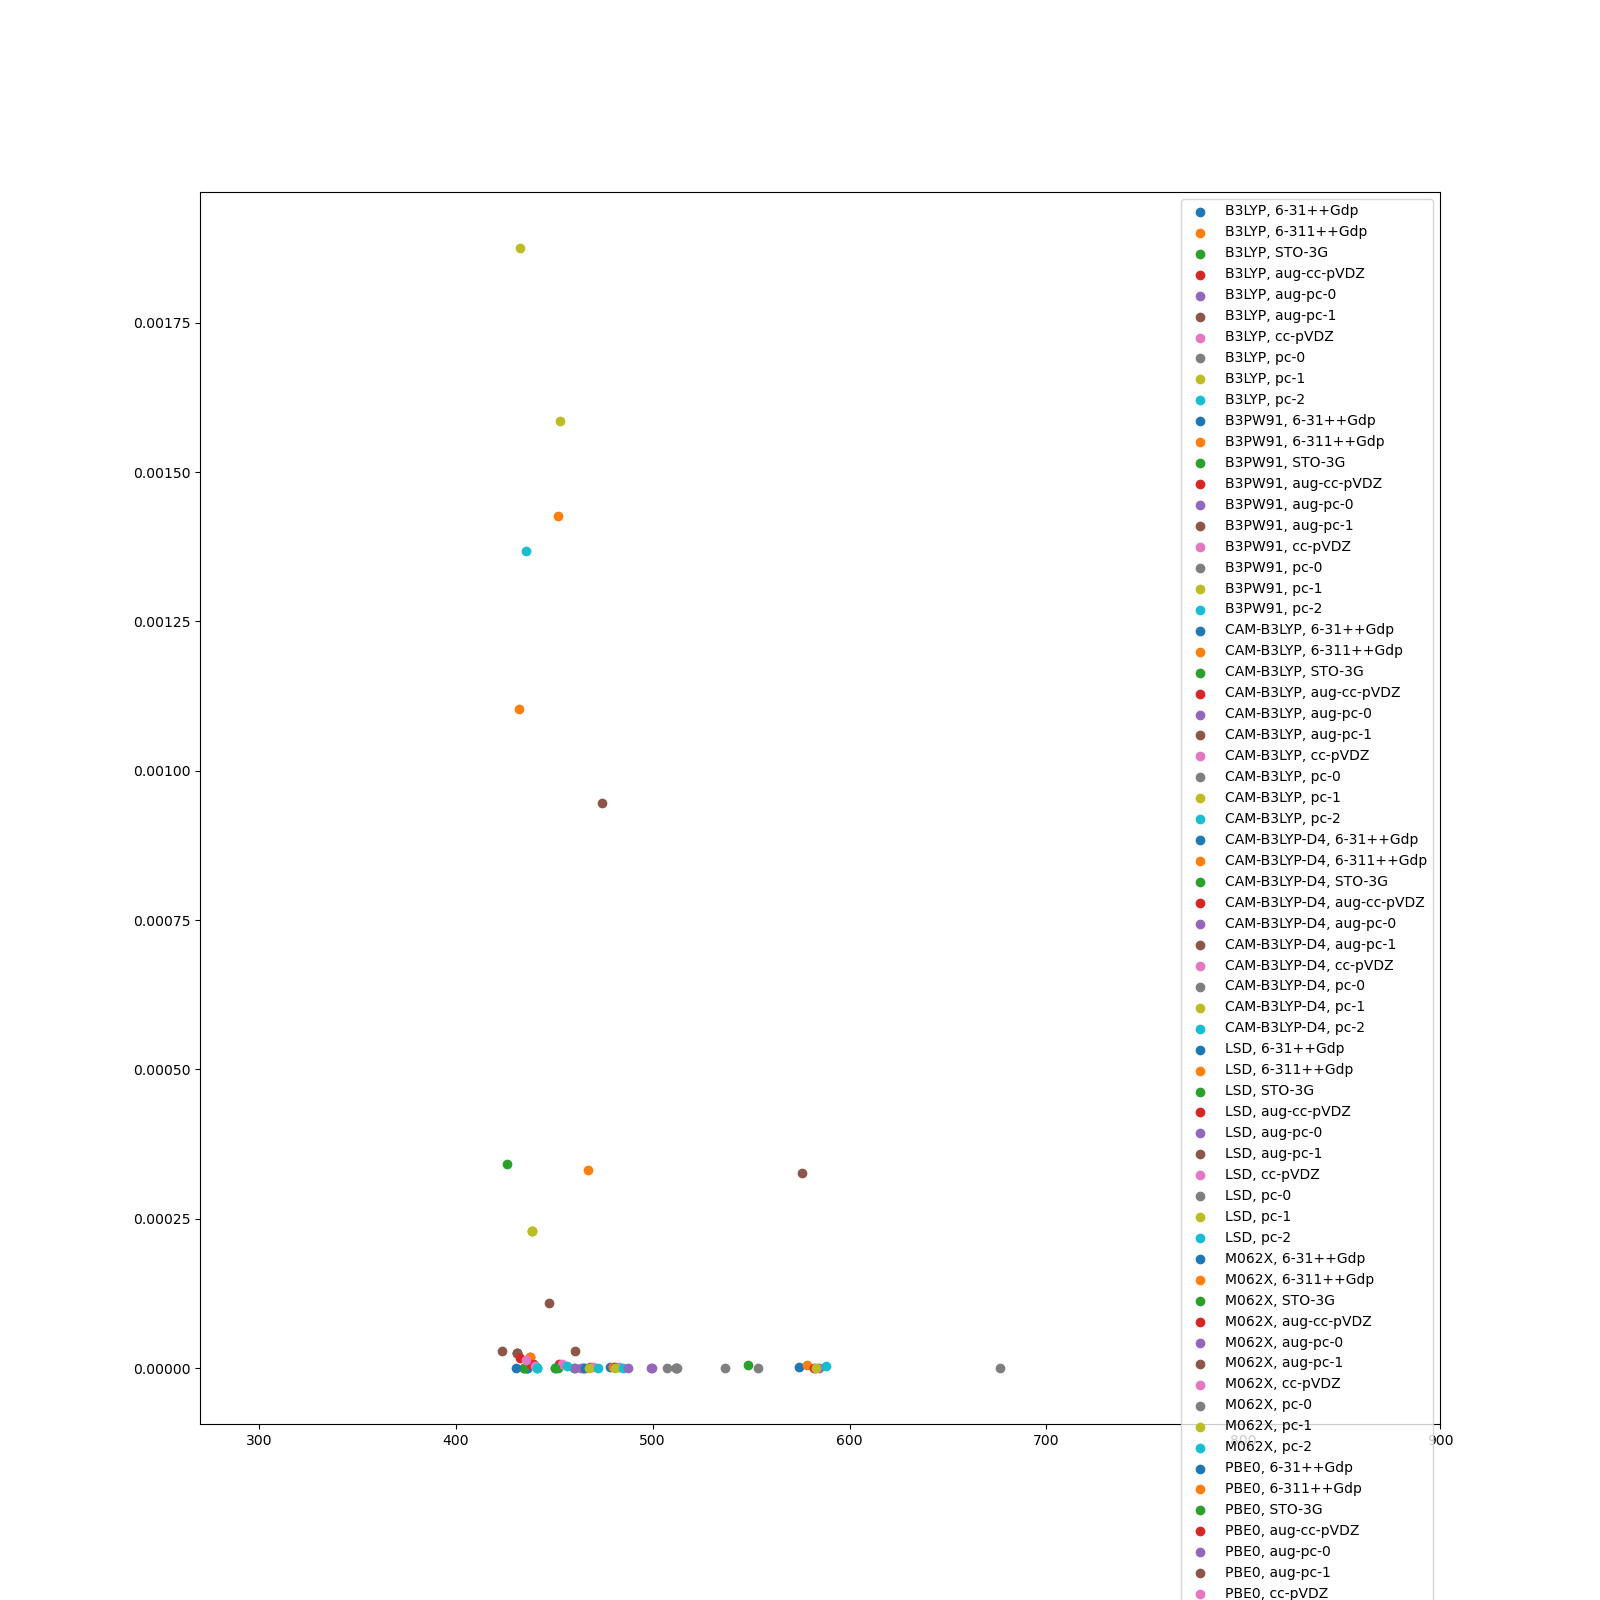 0.00175
0.00150
0.00125
0.00100
0.00075
0.00050
0.00025
0.00000
300
400
500
600
700
800
900
B3LYP, 6-31++Gdp
B3LYP, 6-311++Gdp
B3LYP, STO-3G
B3LYP, aug-cc-pVDZ
B3LYP, aug-pc-0
B3LYP, aug-pc-1
B3LYP, cc-pVDZ
B3LYP, pc-0
B3LYP, pc-1
B3LYP, pc-2
B3PW91, 6-31++Gdp
B3PW91, 6-311++Gdp
B3PW91, STO-3G
B3PW91, aug-cc-pVDZ
B3PW91, aug-pc-0
B3PW91, aug-pc-1
B3PW91, cc-pVDZ
B3PW91, pc-0
B3PW91, pc-1
B3PW91, pc-2
CAM-B3LYP, 6-31++Gdp
CAM-B3LYP, 6-311++Gdp
CAM-B3LYP, STO-3G
CAM-B3LYP, aug-cc-pVDZ
CAM-B3LYP, aug-pc-0
CAM-B3LYP, aug-pc-1
CAM-B3LYP, cc-pVDZ
CAM-B3LYP, pc-0
CAM-B3LYP, pc-1
CAM-B3LYP, pc-2
CAM-B3LYP-D4, 6-31++Gdp
CAM-B3LYP-D4, 6-311++Gdp
CAM-B3LYP-D4, STO-3G
CAM-B3LYP-D4, aug-cc-pVDZ
CAM-B3LYP-D4, aug-pc-0
CAM-B3LYP-D4, aug-pc-1
CAM-B3LYP-D4, cc-pVDZ
CAM-B3LYP-D4, pc-0
CAM-B3LYP-D4, pc-1
CAM-B3LYP-D4, pc-2
LSD, 6-31++Gdp
LSD, 6-311++Gdp
LSD, STO-3G
LSD, aug-cc-pVDZ
LSD, aug-pc-0
LSD, aug-pc-1
LSD, cc-pVDZ
LSD, pc-0
LSD, pc-1
LSD, pc-2
M062X, 6-31++Gdp
M062X, 6-311++Gdp
M062X, STO-3G
M062X, aug-cc-pVDZ
M062X, aug-pc-0
M062X, aug-pc-1
M062X, cc-pVDZ
M062X, pc-0
M062X, pc-1
M062X, pc-2
PBE0, 6-31++Gdp
PBE0, 6-311++Gdp
PBE0, STO-3G
PBE0, aug-cc-pVDZ
PBE0, aug-pc-0
PBE0, aug-pc-1
PBE0, cc-pVDZ